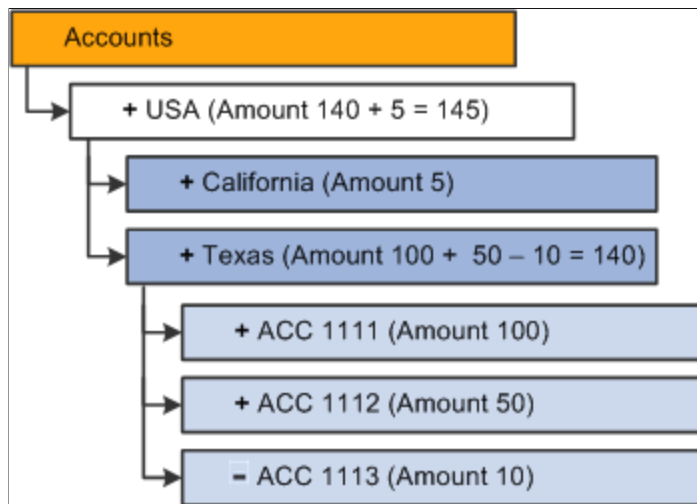 Accounts
+ USA (Amount 140 + 5 = 145)
+ California (Amount 5)
+ Texas (Amount 100 + 50 – 10 = 140)
+ ACC 1111 (Amount 100)
+ ACC 1112 (Amount 50)
- ACC 1113 (Amount 10)